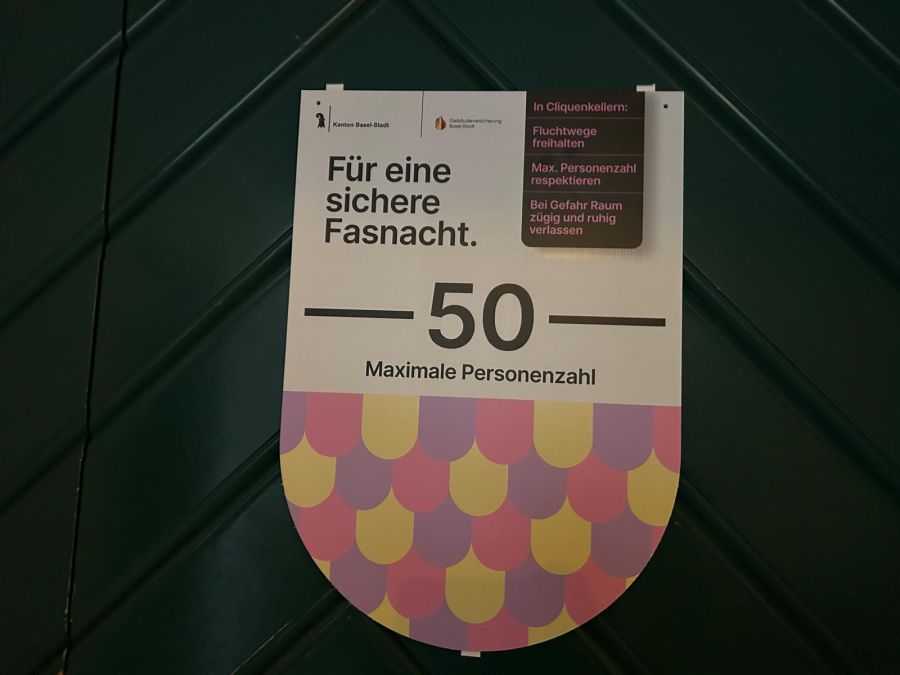 Kanton Basel-Stadt
Gebäudeversicherung
Basel-Stadt
Für eine
sichere
Fasnacht.
In Cliquenkellern:
Fluchtwege
freihalten
Max. Personenzahl
respektieren
Bei Gefahr Raum
zügig und ruhig
verlassen
50
Maximale Personenzahl